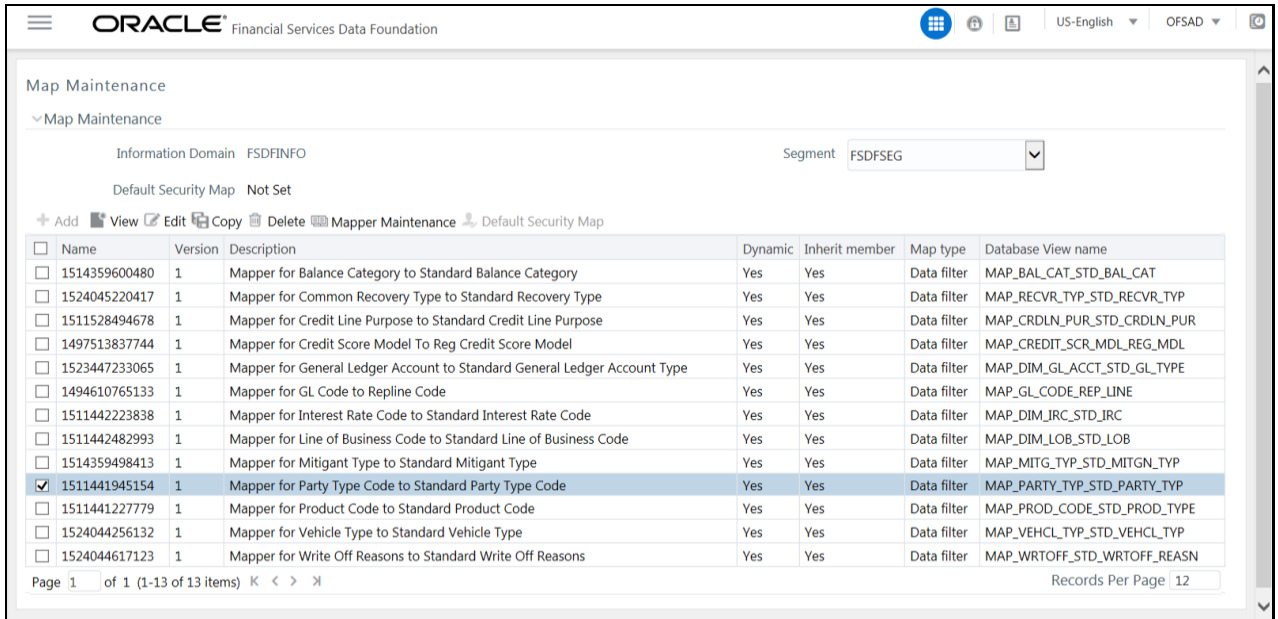 ORACLE® Financial Services Data Foundation US-English OFSAD
Map Maintenance
Map Maintenance
Information Domain FSDFINFO Segment FSDFSEG
Default Security Map Not Set
Add View Edit Copy Delete Mapper Maintenance Default Security Map
Name Version Description Dynamic Inherit member Map type Database View name
1514359600480 1 Mapper for Balance Category to Standard Balance Category Yes Yes Data filter MAP_BAL_CAT_STD_BAL_CAT
1524045220417 1 Mapper for Common Recovery Type to Standard Recovery Type Yes Yes Data filter MAP_RECVR_TYP_STD_RECVR_TYP
1511528494678 1 Mapper for Credit Line Purpose to Standard Credit Line Purpose Yes Yes Data filter MAP_CRDLN_PUR_STD_CRDLN_PUR
1497513837744 1 Mapper for Credit Score Model To Reg Credit Score Model Yes Yes Data filter MAP_CREDIT_SCR_MDL_REG_MDL
1523447233065 1 Mapper for General Ledger Account to Standard General Ledger Account Type Yes Yes Data filter MAP_DIM_GL_ACCT_STD_GL_TYPE
1494610765133 1 Mapper for GL Code to Repline Code Yes Yes Data filter MAP_GL_CODE_REP_LINE
1511442223838 1 Mapper for Interest Rate Code to Standard Interest Rate Code Yes Yes Data filter MAP_DIM_IRC_STD_IRC
1511442482993 1 Mapper for Line of Business Code to Standard Line of Business Code Yes Yes Data filter MAP_DIM_LOB_STD_LOB
1514359498413 1 Mapper for Mitigant Type to Standard Mitigant Type Yes Yes Data filter MAP_MITG_TYP_STD_MITGN_TYP
1511441945154 1 Mapper for Party Type Code to Standard Party Type Code Yes Yes Data filter MAP_PARTY_TYP_STD_PARTY_TYP
1511441227779 1 Mapper for Product Code to Standard Product Code Yes Yes Data filter MAP_PROD_CODE_STD_PROD_TYPE
1524044256132 1 Mapper for Vehicle Type to Standard Vehicle Type Yes Yes Data filter MAP_VEHCL_TYP_STD_VEHCL_TYP
1524044617123 1 Mapper for Write Off Reasons to Standard Write Off Reasons Yes Yes Data filter MAP_WRTOFF_STD_WRTOFF_REASN
Page 1 of 1 (1-13 of 13 items) Records Per Page 12